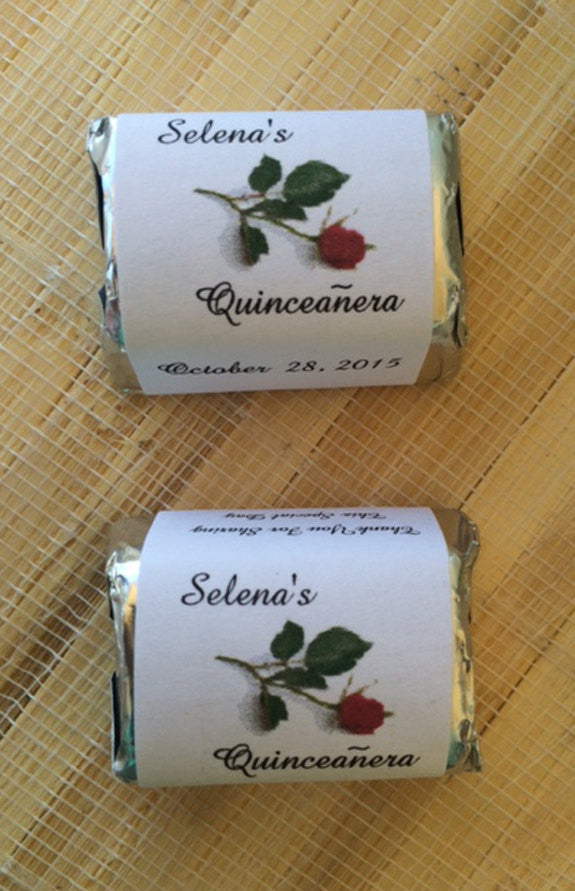 Selena's
Quinceañera
October 28, 2015
Thank You For Sharing
This Special Day
Selena's
Quinceañera